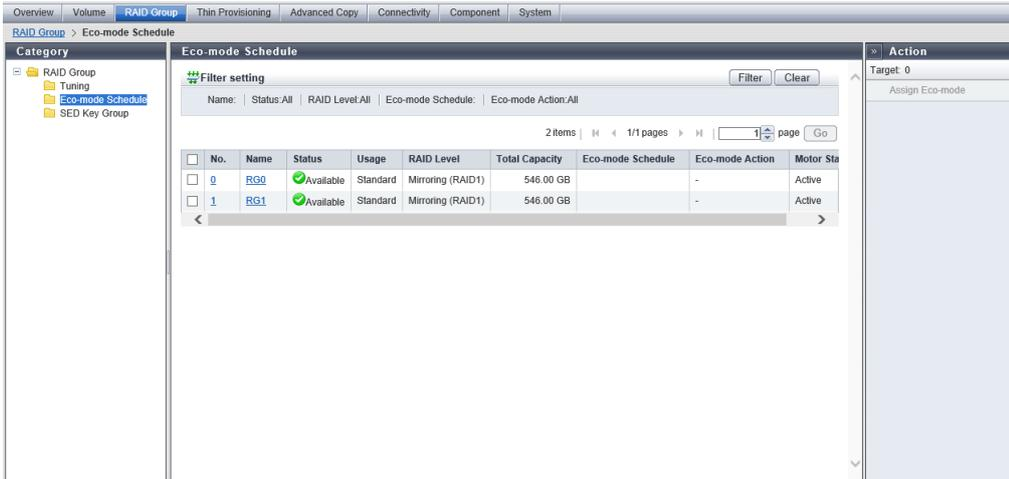 Overview Volume RAID Group Thin Provisioning Advanced Copy Connectivity Component System
RAID Group > Eco-mode Schedule
Category
RAID Group
Tuning
Eco-mode Schedule
SED Key Group
Eco-mode Schedule
Filter setting Filter Clear
Name: | Status:All | RAID Level:All | Eco-mode Schedule: | Eco-mode Action:All
2 items | 1/1 pages | 1 page Go
No. Name Status Usage RAID Level Total Capacity Eco-mode Schedule Eco-mode Action Motor Sta
0 RG0 Available Standard Mirroring (RAID1) 546.00 GB - Active
1 RG1 Available Standard Mirroring (RAID1) 546.00 GB - Active
» Action
Target: 0
Assign Eco-mode